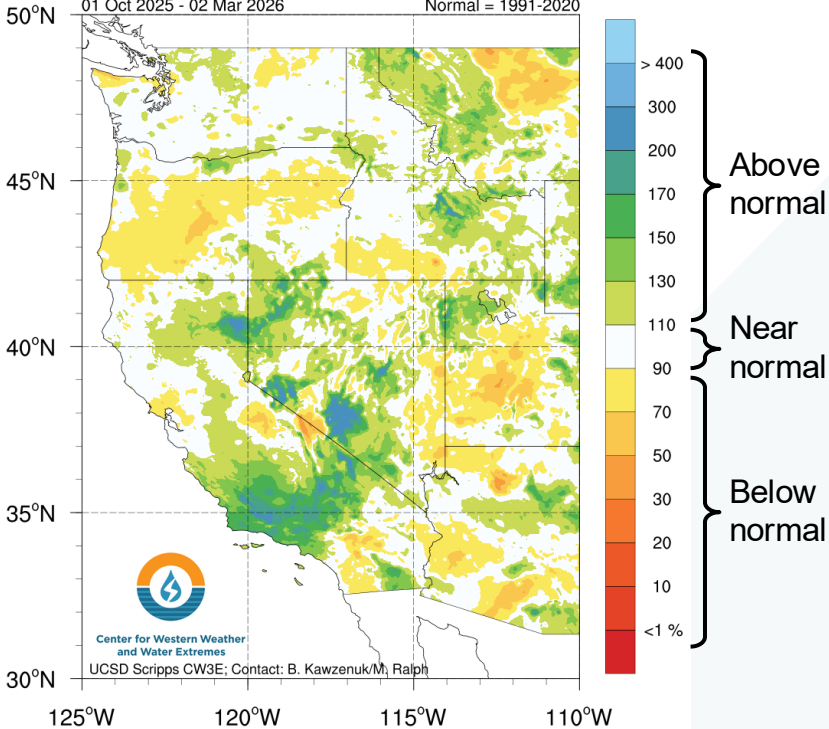 01 Oct 2025 - 02 Mar 2026
Normal = 1991-2020
50°N
45°N
40°N
35°N
30°N
125°W
120°W
115°W
110°W
> 400
300
200
170
150
130
110
90
70
50
30
20
10
<1 %
Above
normal
Near
normal
Below
normal
Center for Western Weather
and Water Extremes
UCSD Scripps CW3E; Contact: B. Kawzenuk/M. Ralph